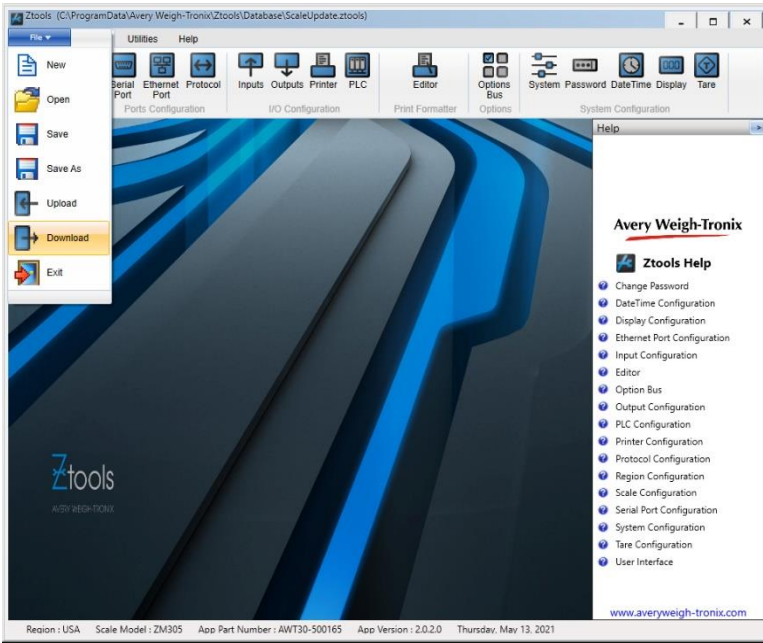 Ztools (C:\ProgramData\Avery Weigh-Tronix\Ztools\Database\ScaleUpdate.ztools)
File Utilities Help
New
Open
Save
Save As
Upload
Download
Exit
Serial Port
Ethernet Port
Protocol
Ports Configuration
Inputs
Outputs
Printer
PLC
I/O Configuration
Editor
Print Formatter
Options Bus
Options
System
Password
DateTime
Display
Tare
System Configuration
Ztools
AVERY WEIGH-TRONIX
Help
Avery Weigh-Tronix
Ztools Help
Change Password
DateTime Configuration
Display Configuration
Ethernet Port Configuration
Input Configuration
Editor
Option Bus
Output Configuration
PLC Configuration
Printer Configuration
Protocol Configuration
Region Configuration
Scale Configuration
Serial Port Configuration
System Configuration
Tare Configuration
User Interface
www.averyweigh-tronix.com
Region : USA Scale Model : ZM305 App Part Number : AWT30-500165 App Version : 2.0.2.0 Thursday, May 13, 2021